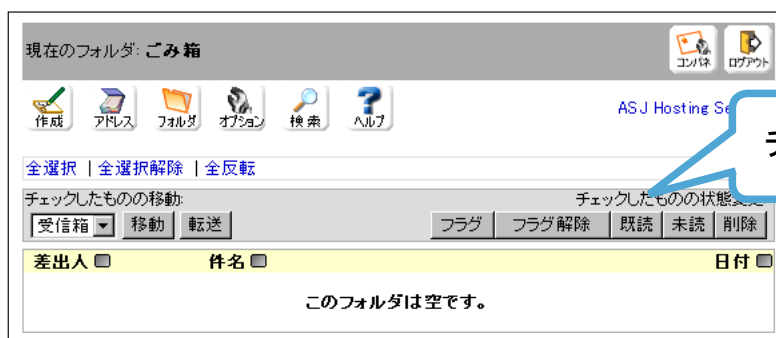 現在のフォルダ: ごみ箱
コンパネ ログアウト
作成 アドレス フォルダ オプション 検索 ヘルプ
ASJ Hosting Se
全選択 | 全選択解除 | 全反転
チェックしたものの移動:
チェックしたものの状態変更
受信箱 移動 転送
フラグ フラグ解除 既読 未読 削除
差出人 件名 日付
このフォルダは空です。